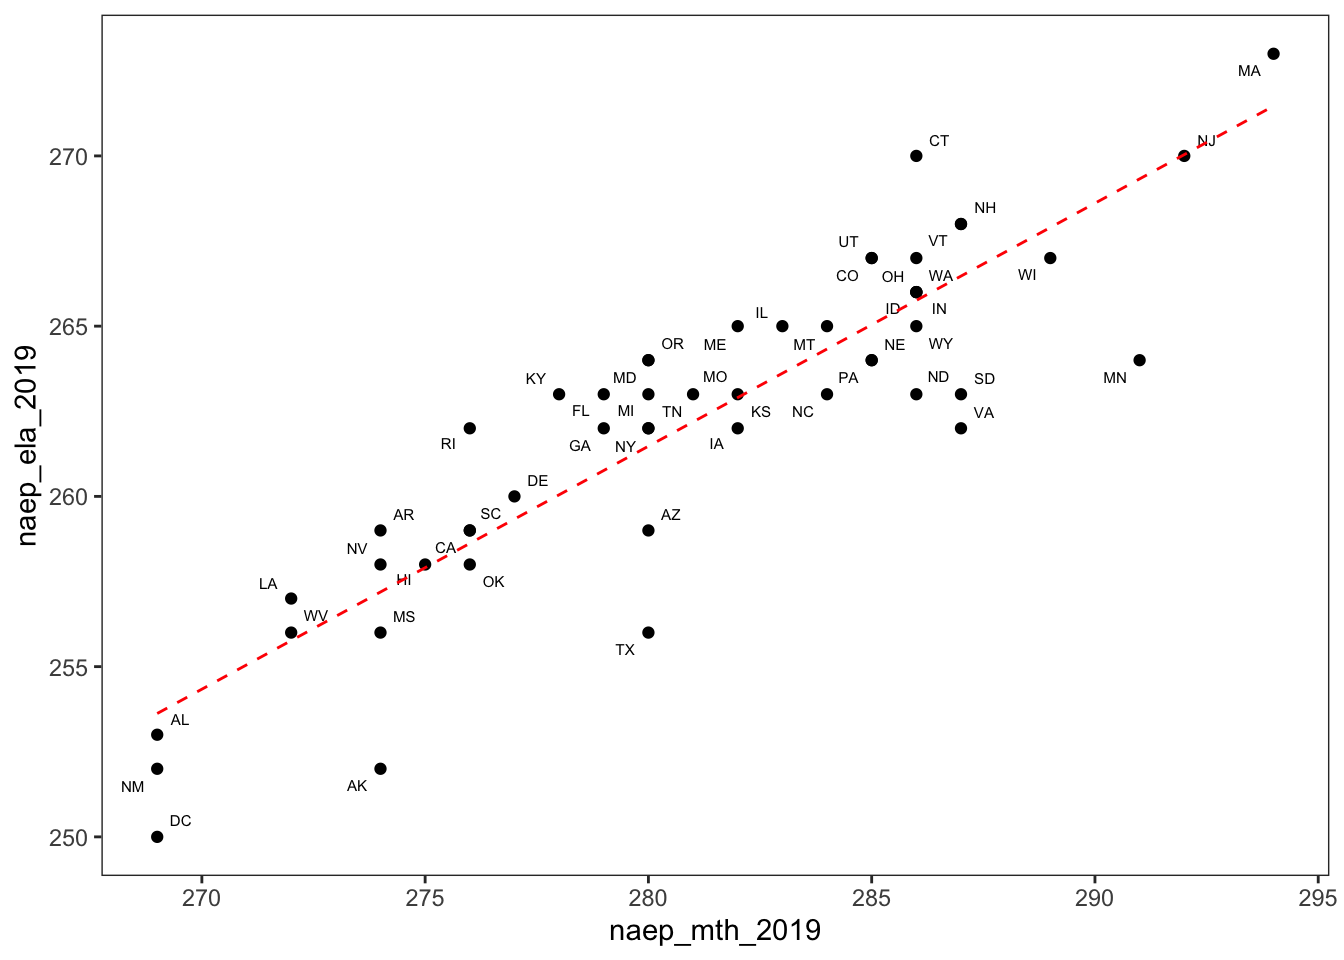 naep_ela_2019
270
265
260
255
250
MA
CT
NJ
NH
UT
VT
CO
OH
WA
WI
IL
ID
IN
OR
ME
MT
NE
WY
KY
MD
MO
PA
ND
SD
MN
FL
MI
TN
KS
NC
VA
RI
GA
NY
IA
DE
AR
SC
AZ
NV
CA
LA
HI
OK
WV
MS
TX
AL
NM
AK
DC
270
275
280
285
290
295
naep_mth_2019